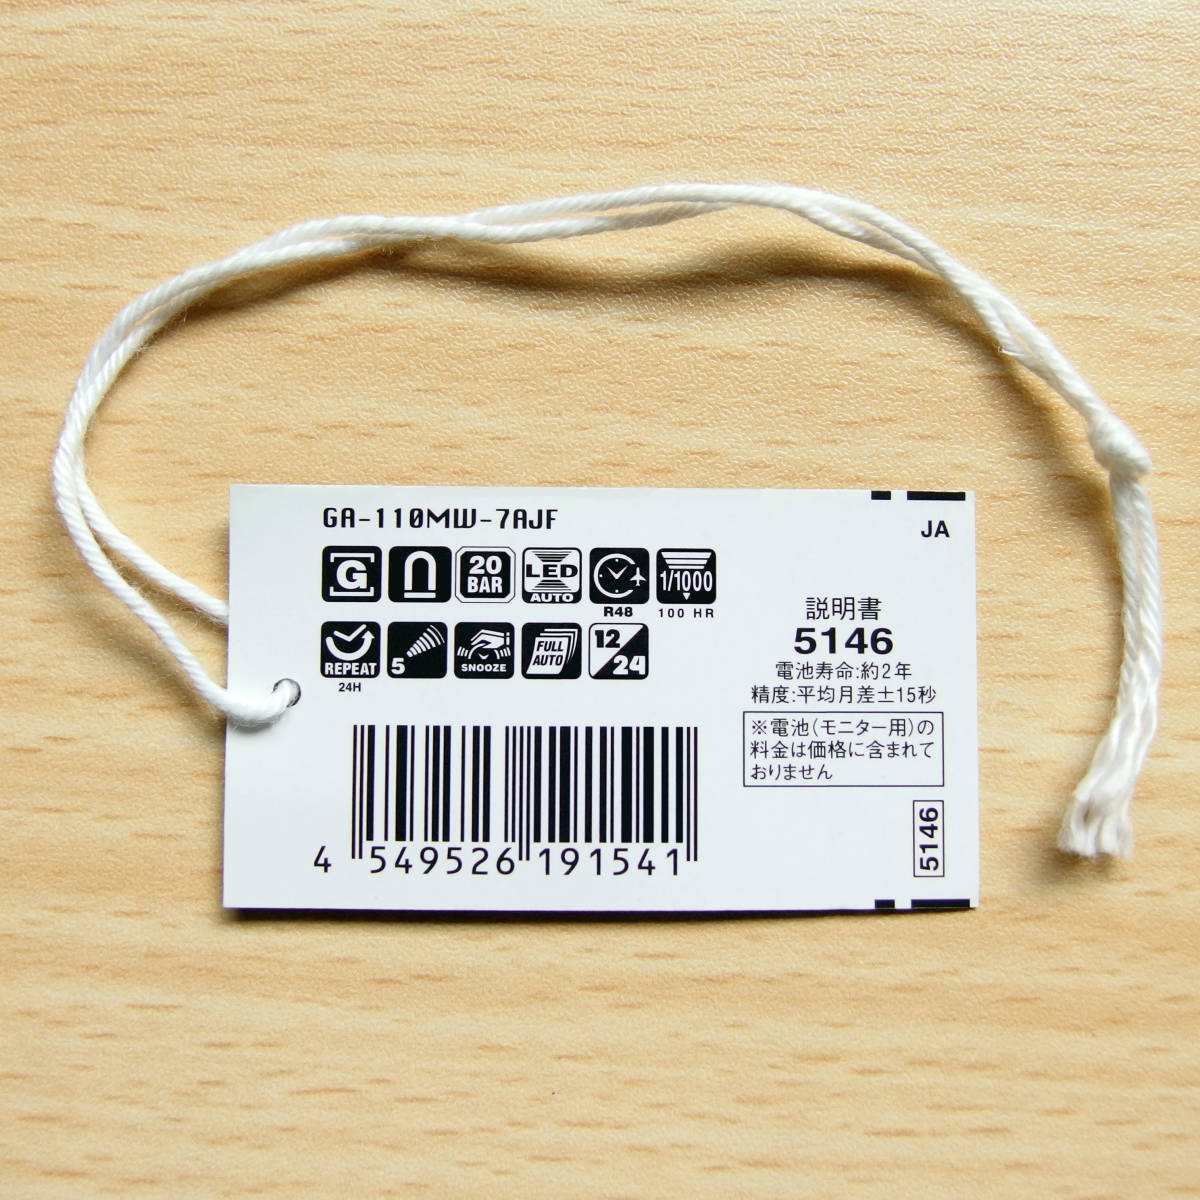 GA-110MW-7AJF
JA
G
20 BAR
LED AUTO
R48
1/1000
100 HR
REPEAT
24H
5
SNOOZE
FULL AUTO
12/24
説明書
5146
電池寿命:約2年
精度:平均月差±15秒
※電池(モニター用)の
料金は価格に含まれて
おりません
5146
4 549526 191541